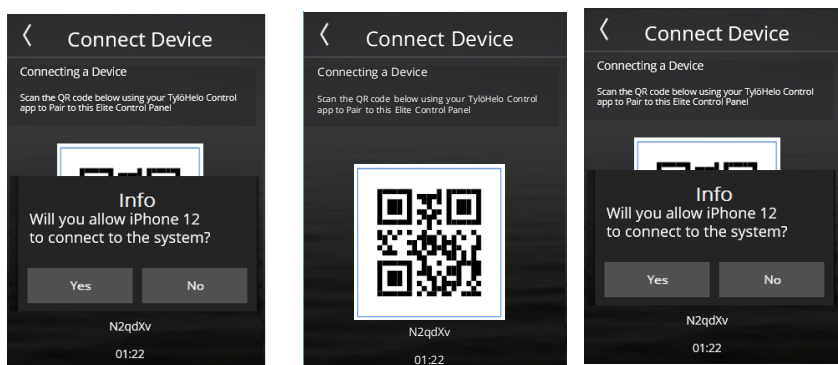 Connect Device
Connecting a Device
Scan the QR code below using your TylöHelo Control
app to Pair to this Elite Control Panel
Info
Will you allow iPhone 12
to connect to the system?
Yes No
N2qdXv
01:22
Connect Device
Connecting a Device
Scan the QR code below using your TylöHelo Control
app to Pair to this Elite Control Panel
N2qdXv
01:22
Connect Device
Connecting a Device
Scan the QR code below using your TylöHelo Control
app to Pair to this Elite Control Panel
Info
Will you allow iPhone 12
to connect to the system?
Yes No
N2qdXv
01:22